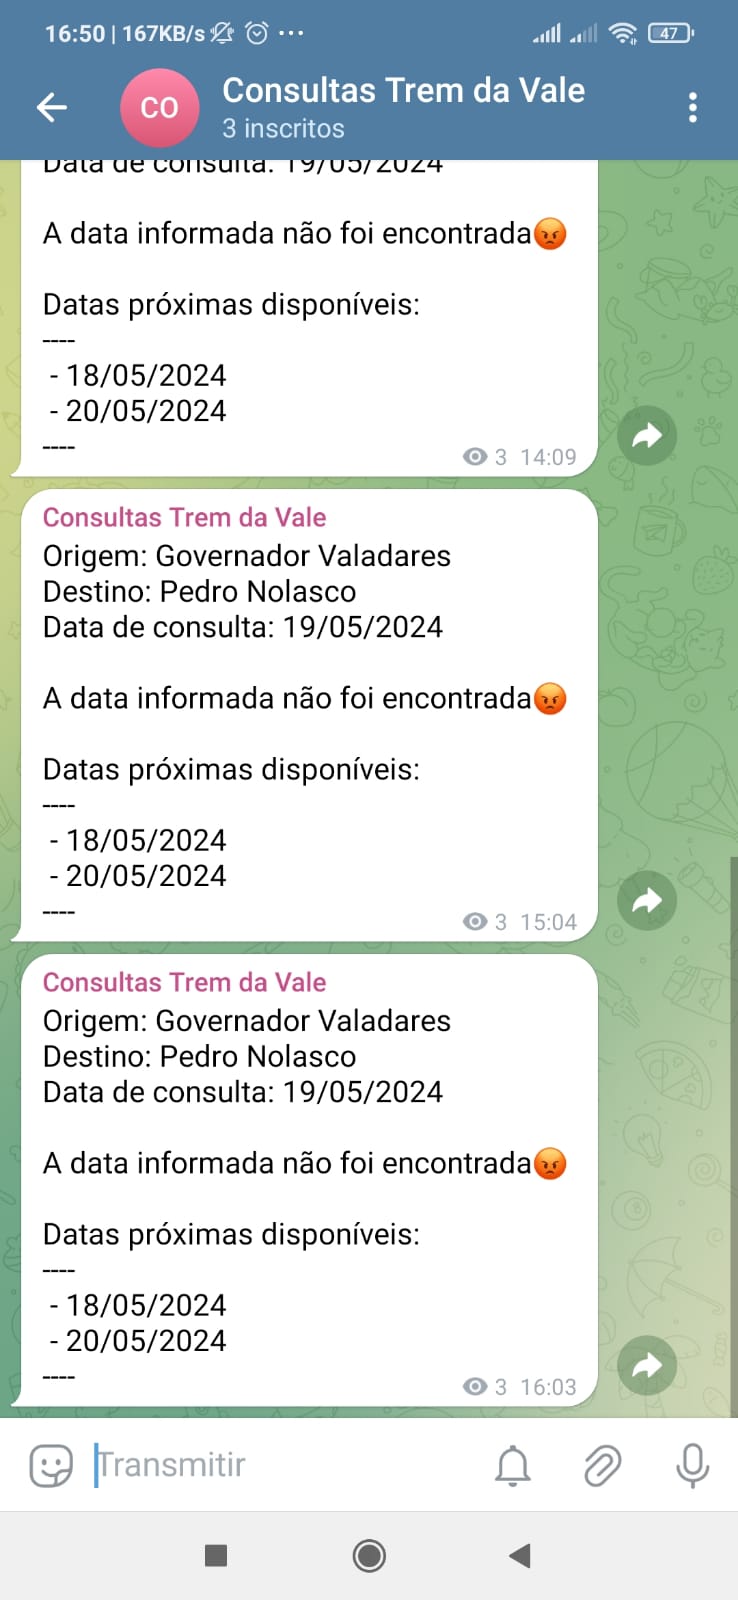 16:50 | 167KB/s
47
CO
Consultas Trem da Vale
3 inscritos
Data de consulta: 19/05/2024
A data informada não foi encontrada😡
Datas próximas disponíveis:
----
- 18/05/2024
- 20/05/2024
----
3 14:09
Consultas Trem da Vale
Origem: Governador Valadares
Destino: Pedro Nolasco
Data de consulta: 19/05/2024
A data informada não foi encontrada😡
Datas próximas disponíveis:
----
- 18/05/2024
- 20/05/2024
----
3 15:04
Consultas Trem da Vale
Origem: Governador Valadares
Destino: Pedro Nolasco
Data de consulta: 19/05/2024
A data informada não foi encontrada😡
Datas próximas disponíveis:
----
- 18/05/2024
- 20/05/2024
----
3 16:03
Transmitir